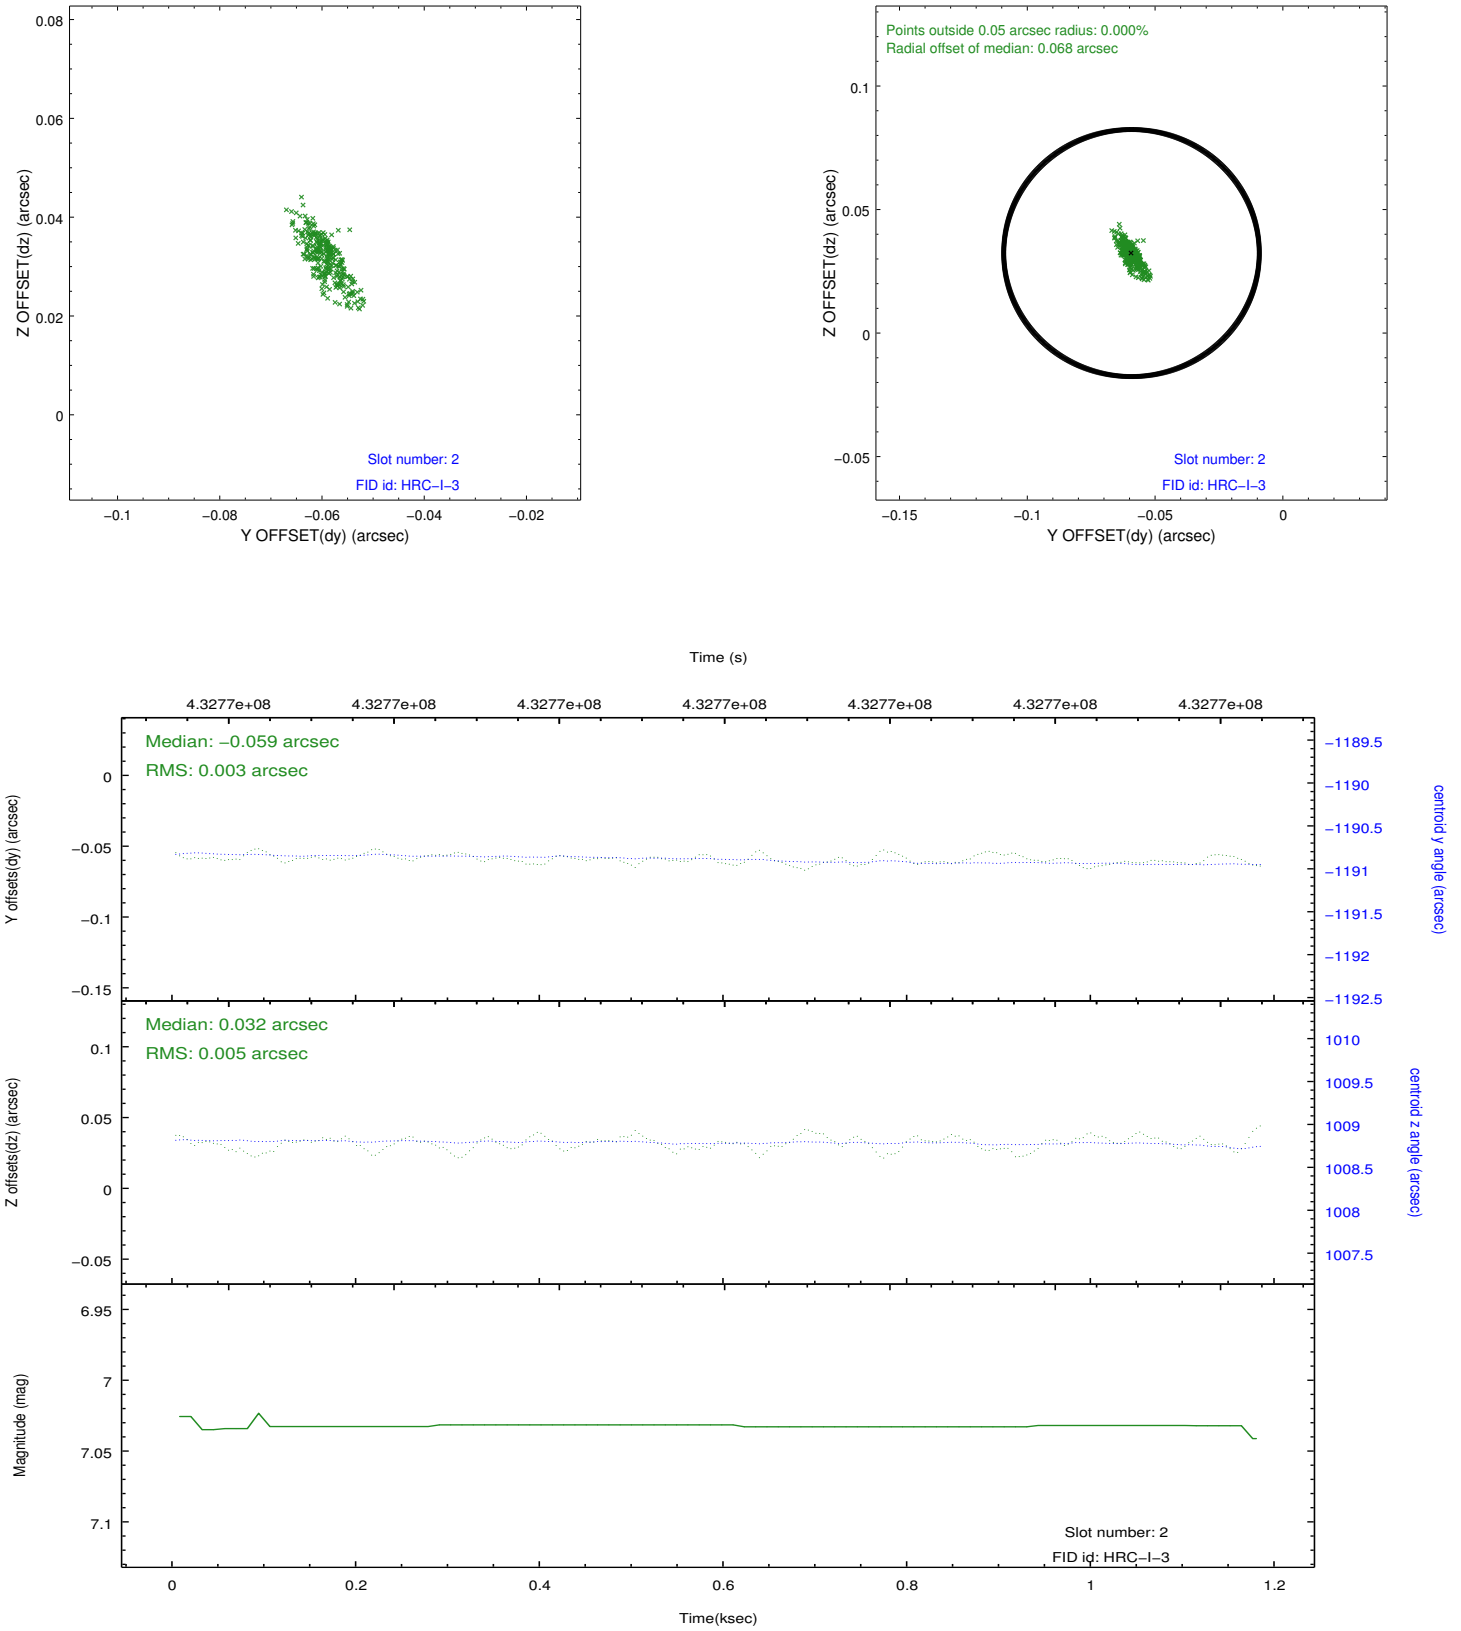 0.08
0.06
0.04
0.02
0
Z OFFSET(dz) (arcsec)
Slot number: 2
FID id: HRC−I−3
−0.1
−0.08
−0.06
−0.04
−0.02
Y OFFSET(dy) (arcsec)
Points outside 0.05 arcsec radius: 0.000%
Radial offset of median: 0.068 arcsec
0.1
0.05
0
−0.05
Z OFFSET(dz) (arcsec)
Slot number: 2
FID id: HRC−I−3
−0.15
−0.1
−0.05
0
Y OFFSET(dy) (arcsec)
Time (s)
4.3277e+08
4.3277e+08
4.3277e+08
4.3277e+08
4.3277e+08
4.3277e+08
4.3277e+08
Median: −0.059 arcsec
RMS: 0.003 arcsec
0
−0.05
−0.1
−0.15
Y offsets(dy) (arcsec)
−1189.5
−1190
−1190.5
−1191
−1191.5
−1192
−1192.5
centroid y angle (arcsec)
Median: 0.032 arcsec
RMS: 0.005 arcsec
0.1
0.05
0
−0.05
Z offsets(dz) (arcsec)
1010
1009.5
1009
1008.5
1008
1007.5
centroid z angle (arcsec)
6.95
7
7.05
7.1
Magnitude (mag)
Slot number: 2
FID id: HRC−I−3
0
0.2
0.4
0.6
0.8
1
1.2
Time(ksec)